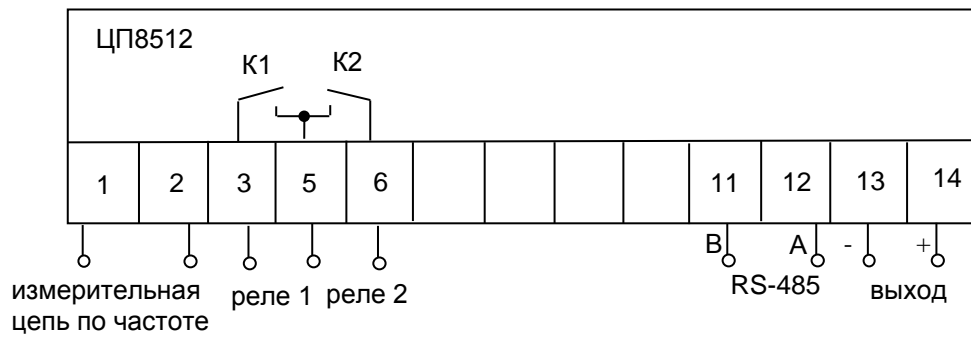 ЦП8512
К1 К2
1 2 3 5 6 11 12 13 14
В А - +
измерительная
цепь по частоте
реле 1 реле 2
RS-485
выход